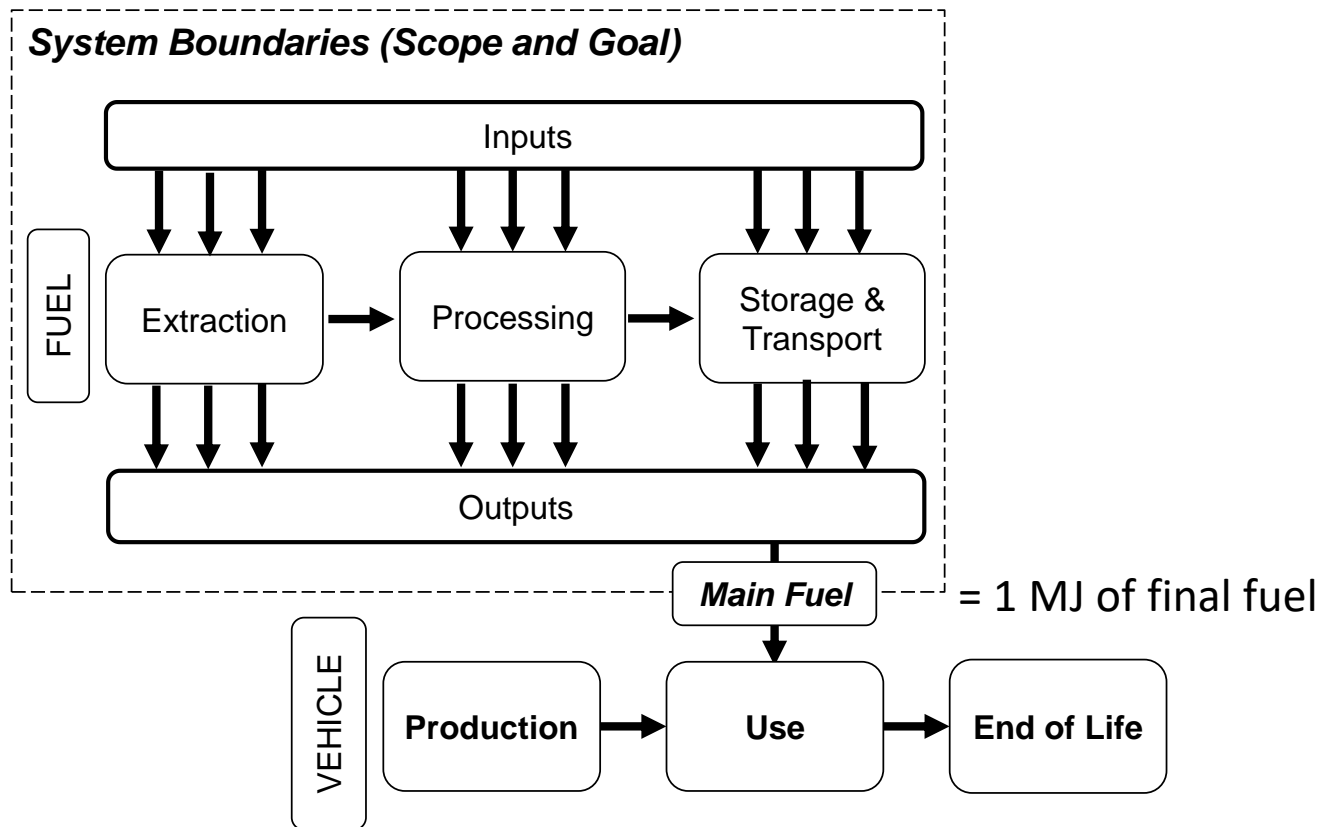 System Boundaries (Scope and Goal)
Inputs
FUEL
Extraction
Processing
Storage &
Transport
Outputs
Main Fuel
= 1 MJ of final fuel
VEHICLE
Production
Use
End of Life